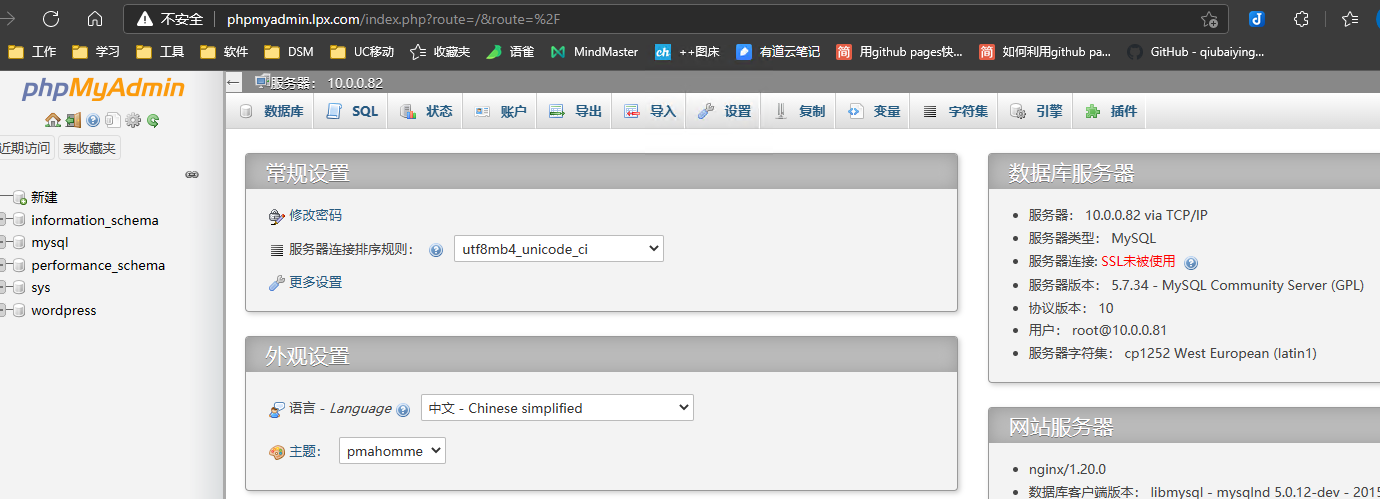 不安全 phpmyadmin.lpx.com/index.php?route=/&route=%2F
工作 学习 工具 软件 DSM UC移动 收藏夹 语雀 MindMaster ++图床 有道云笔记 用github pages快... 如何利用github pa... GitHub - qiubaiying...
phpMyAdmin
近期访问 表收藏夹
新建
information_schema
mysql
performance_schema
sys
wordpress
服务器: 10.0.0.82
数据库 SQL 状态 账户 导出 导入 设置 复制 变量 字符集 引擎 插件
常规设置
修改密码
服务器连接排序规则: utf8mb4_unicode_ci
更多设置
外观设置
语言 - Language 中文 - Chinese simplified
主题: pmahomme
数据库服务器
服务器: 10.0.0.82 via TCP/IP
服务器类型: MySQL
服务器连接: SSL未被使用
服务器版本: 5.7.34 - MySQL Community Server (GPL)
协议版本: 10
用户: root@10.0.0.81
服务器字符集: cp1252 West European (latin1)
网站服务器
nginx/1.20.0
数据库客户端版本: libmysql - mysqlnd 5.0.12-dev - 2015